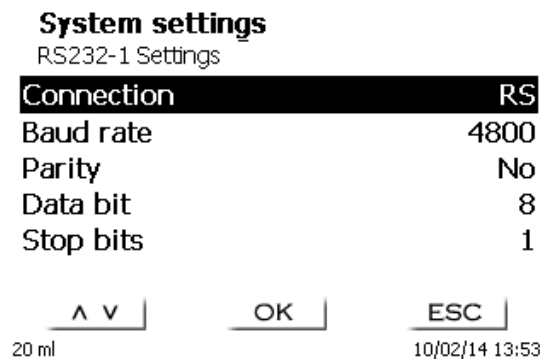 System settings
RS232-1 Settings
Connection RS
Baud rate 4800
Parity No
Data bit 8
Stop bits 1
∧ ∨ OK ESC
20 ml 10/02/14 13:53